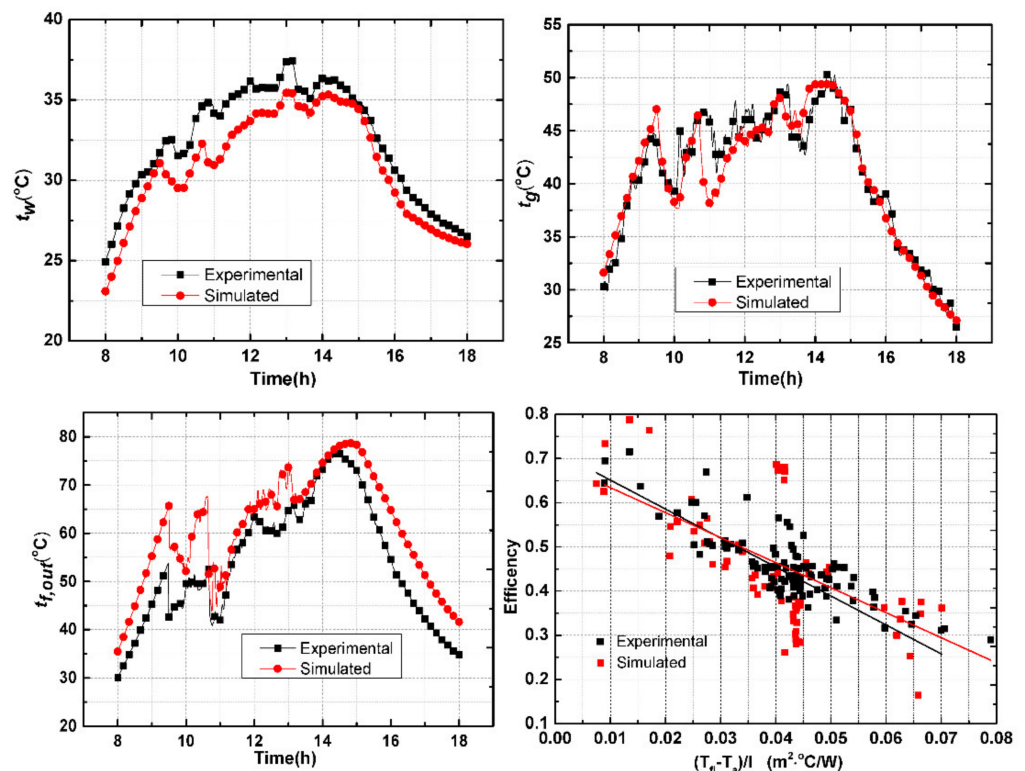 40
35
30
25
20
t_w(°C)
Experimental
Simulated
8 10 12 14 16 18
Time(h)
50
45
40
35
30
25
t_g(°C)
Experimental
Simulated
8 10 12 14 16 18
Time(h)
80
70
60
50
40
30
20
t_f,out(°C)
Experimental
Simulated
8 10 12 14 16 18
Time(h)
0.8
0.7
0.6
0.5
0.4
0.3
0.2
0.1
Efficency
Experimental
Simulated
0.00 0.01 0.02 0.03 0.04 0.05 0.06 0.07 0.08
(T_fi-T_a)/I (m²·°C/W)